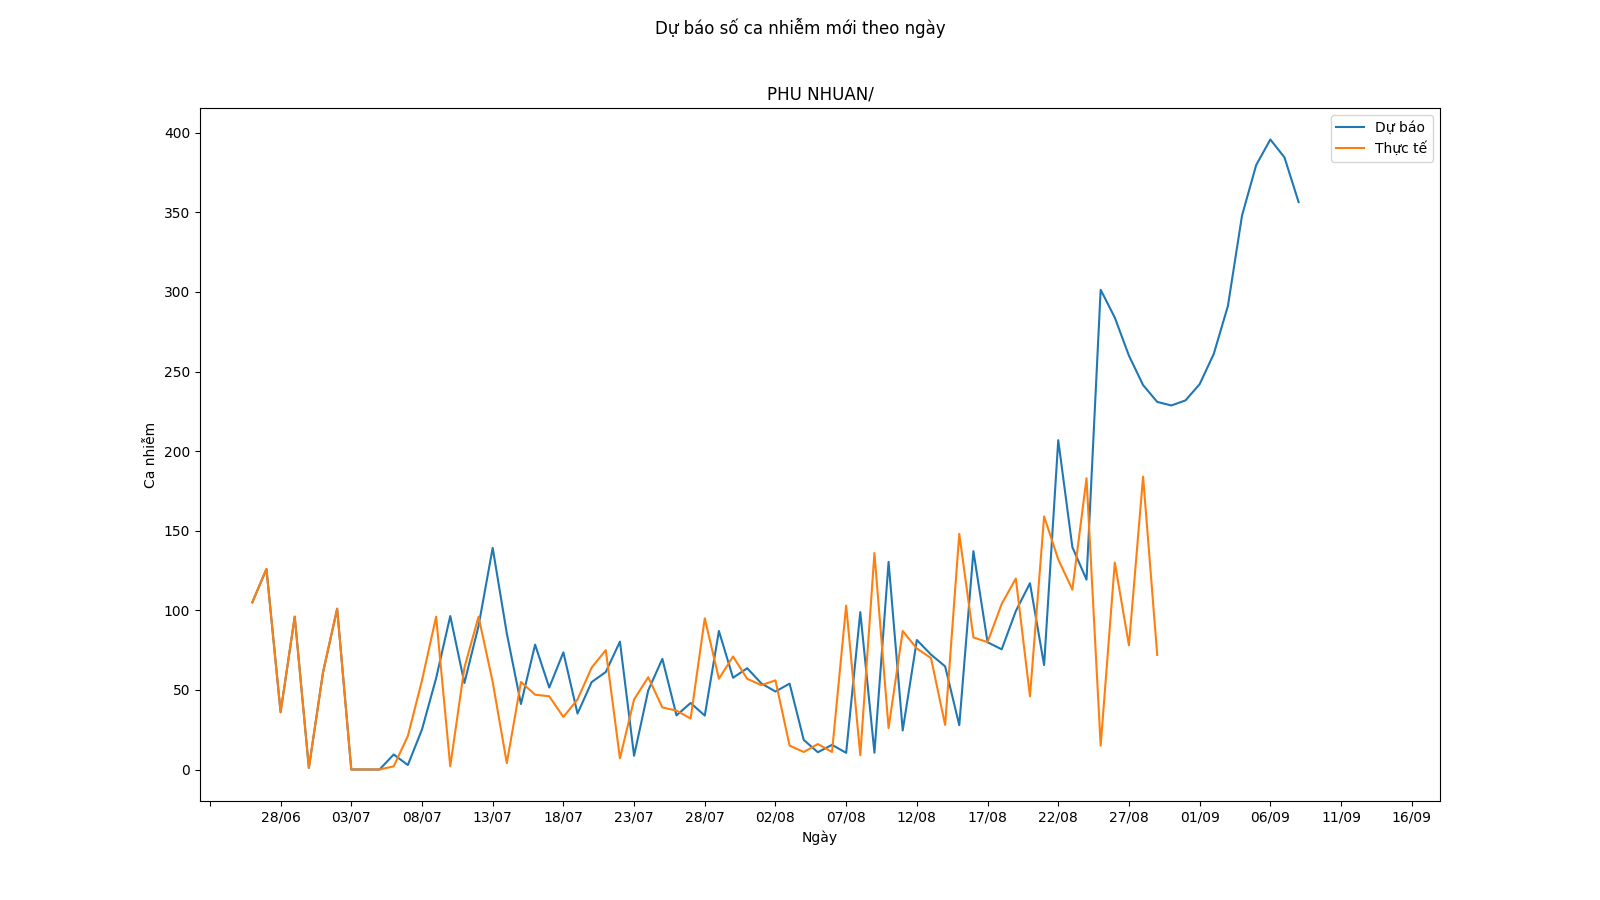 Dự báo số ca nhiễm mới theo ngày
PHU NHUAN/
Dự báo
Thực tế
400
350
300
250
200
150
100
50
0
Ca nhiễm
28/06 03/07 08/07 13/07 18/07 23/07 28/07 02/08 07/08 12/08 17/08 22/08 27/08 01/09 06/09 11/09 16/09
Ngày